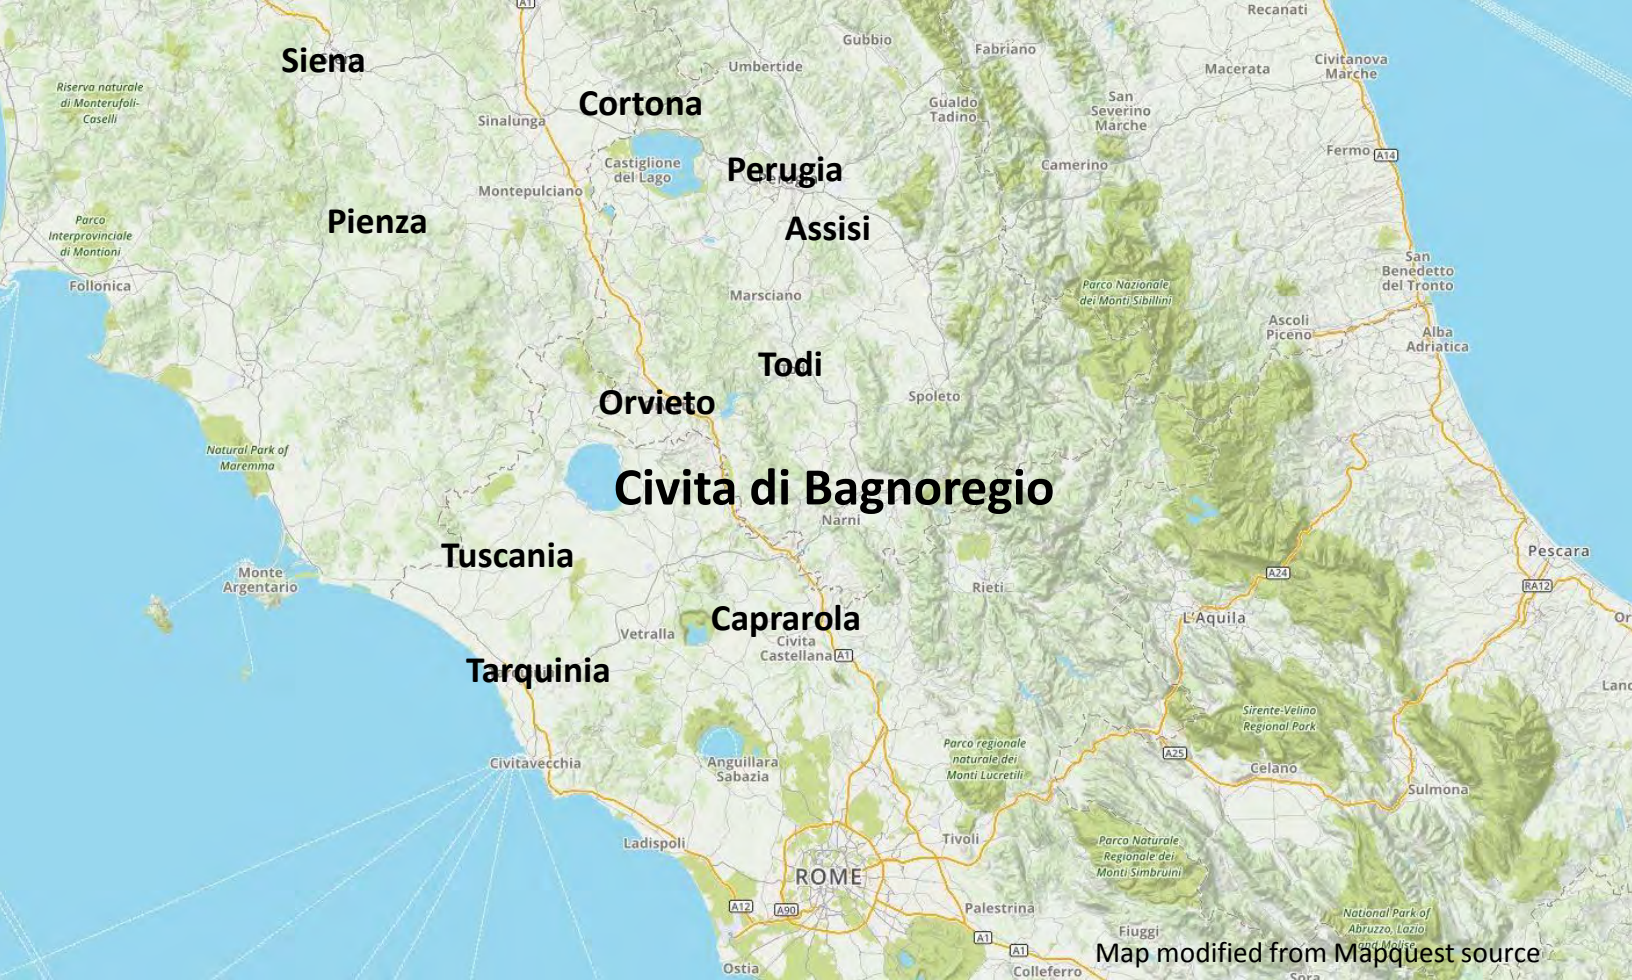 A1
Recanati
Siena
Gubbio
Fabriano
Civitanova
Marche
Umbertide
Macerata
Riserva naturale
di Monterufoli-
Caselli
Cortona
Gualdo
Tadino
San
Severino
Marche
Sinalunga
Castiglione
del Lago
Perugia
Camerino
Fermo
A14
Montepulciano
Pienza
Parco
Interprovinciale
di Montioni
Assisi
Follonica
Marsciano
Parco Nazionale
dei Monti Sibillini
San
Benedetto
del Tronto
Ascoli
Piceno
Alba
Adriatica
Todi
Orvieto
Spoleto
Natural Park of
Maremma
Civita di Bagnoregio
Narni
Tuscania
Pescara
Monte
Argentario
A24
RA12
Rieti
Caprarola
L'Aquila
Or
Vetralla
Civita
Castellana
A1
Tarquinia
Lanc
Sirente-Velino
Regional Park
Civitavecchia
Anguillara
Sabazia
Parco regionale
naturale dei
Monti Lucretili
A25
Celano
Sulmona
Ladispoli
Tivoli
Parco Naturale
Regionale dei
Monti Simbruini
ROME
A12
A90
Palestrina
National Park of
Abruzzo, Lazio
and Molise
A1
Fiuggi
A1
Map modified from Mapquest source
Ostia
Colleferro
Sora